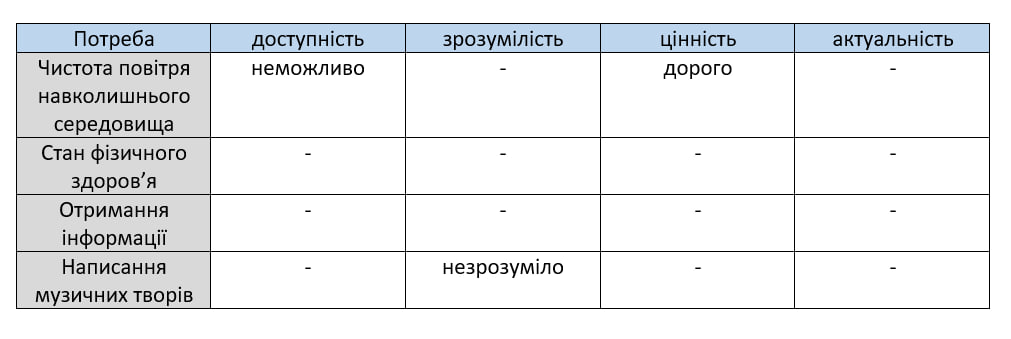 Потреба доступність зрозумілість цінність актуальність
Чистота повітря неможливо - дорого -
навколишнього
середовища
Стан фізичного - - - -
здоров’я
Отримання - - - -
інформації
Написання - незрозуміло - -
музичних творів